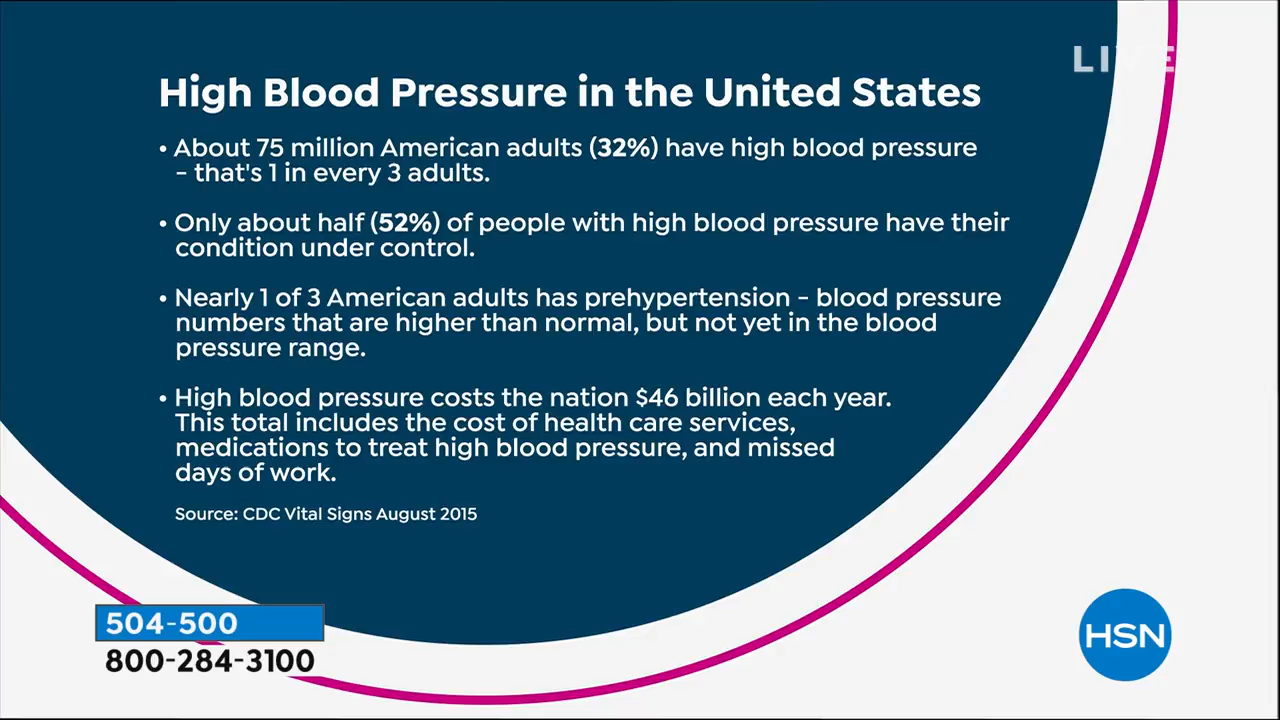 LIVE
High Blood Pressure in the United States
• About 75 million American adults (32%) have high blood pressure
- that's 1 in every 3 adults.
• Only about half (52%) of people with high blood pressure have their
condition under control.
• Nearly 1 of 3 American adults has prehypertension - blood pressure
numbers that are higher than normal, but not yet in the blood
pressure range.
• High blood pressure costs the nation $46 billion each year.
This total includes the cost of health care services,
medications to treat high blood pressure, and missed
days of work.
Source: CDC Vital Signs August 2015
504-500
800-284-3100
HSN